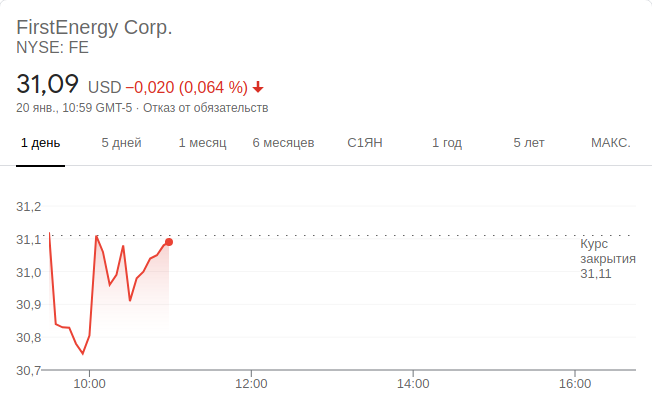 FirstEnergy Corp.
NYSE: FE
31,09 USD −0,020 (0,064 %)
20 янв., 10:59 GMT-5 · Отказ от обязательств
1 день 5 дней 1 месяц 6 месяцев С1ЯН 1 год 5 лет МАКС.
31,2
31,1
31,0
30,9
30,8
30,7
Курс
закрытия
31,11
10:00 12:00 14:00 16:00